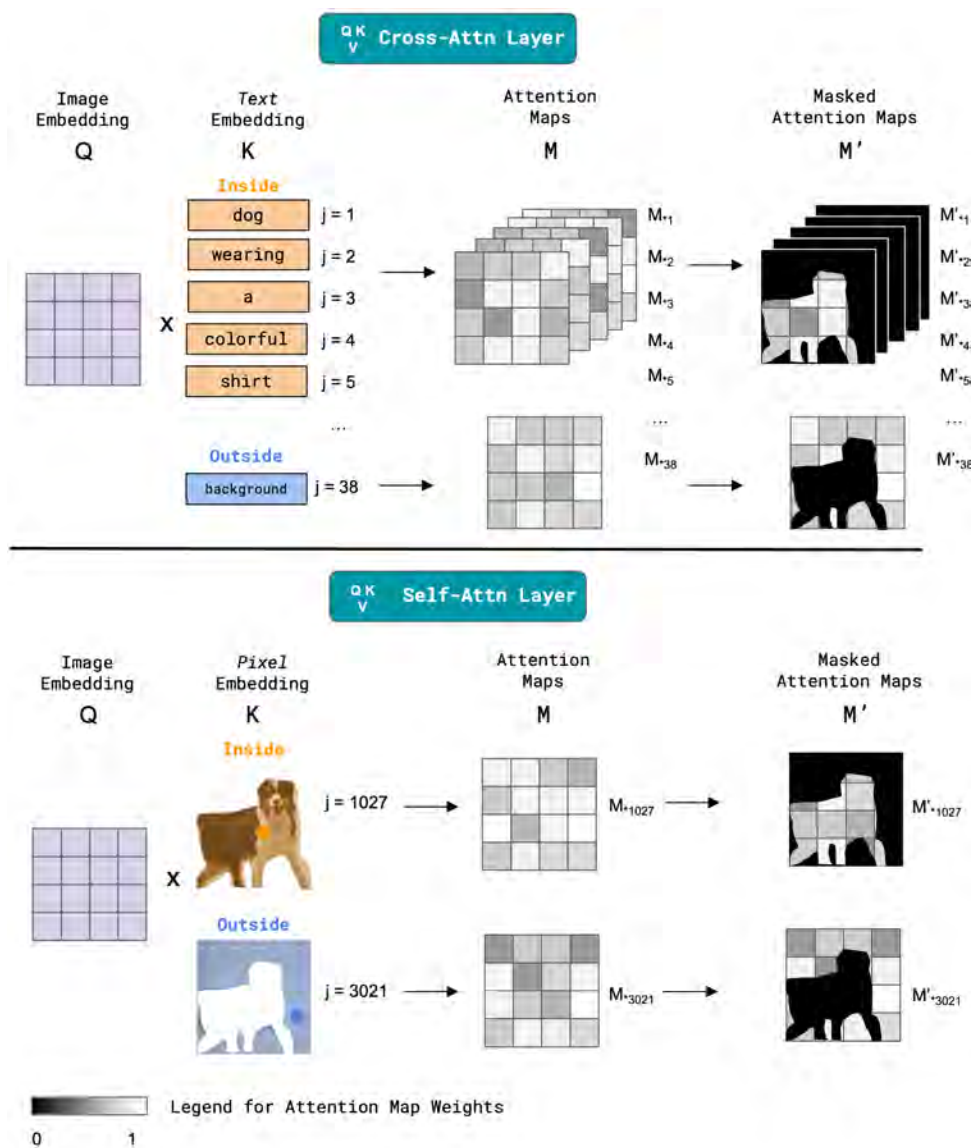 Q K
V
Cross-Attn Layer
Image
Embedding
Q
Text
Embedding
K
Attention
Maps
M
Masked
Attention Maps
M'
Inside
dog
j = 1
wearing
j = 2
a
j = 3
colorful
j = 4
shirt
j = 5
...
X
M*1
M*2
M*3
M*4
M*5
...
M*38
M'*1
M'*2
M'*3
M'*4
M'*5
...
M'*38
Outside
background
j = 38
Q K
V
Self-Attn Layer
Image
Embedding
Q
Pixel
Embedding
K
Attention
Maps
M
Masked
Attention Maps
M'
Inside
j = 1027
M*1027
M'*1027
X
Outside
j = 3021
M*3021
M'*3021
Legend for Attention Map Weights
0
1